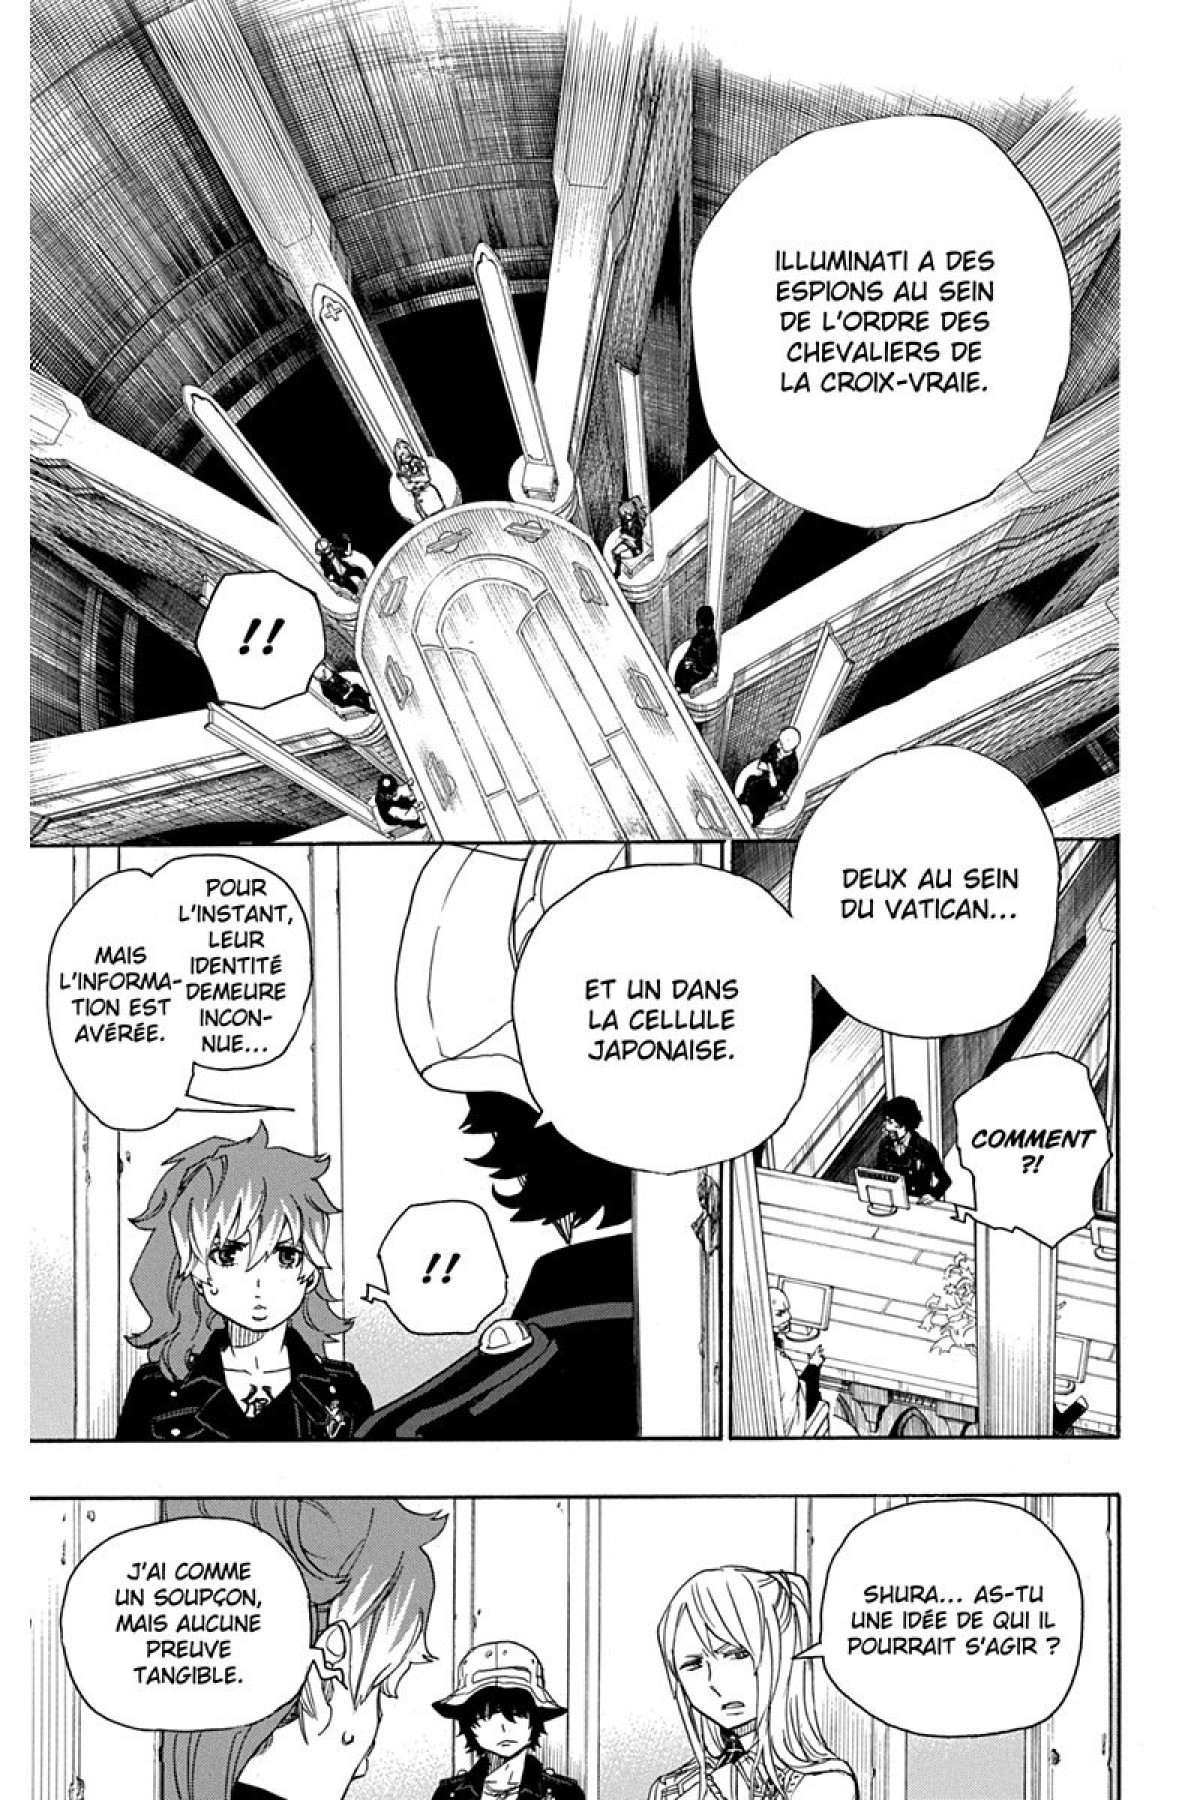 ILLUMINATI A DES
ESPIONS AU SEIN
DE L'ORDRE DES
CHEVALIERS DE
LA CROIX-VRAIE.
!!
DEUX AU SEIN
DU VATICAN...
COMMENT
?!
ET UN DANS
LA CELLULE
JAPONAISE.
!!
POUR
L'INSTANT,
LEUR
IDENTITÉ
DEMEURE
INCON-
NUE...
MAIS
L'INFORMA-
TION EST
AVÉRÉE.
SHURA... AS-TU
UNE IDÉE DE QUI IL
POURRAIT S'AGIR ?
J'AI COMME
UN SOUPÇON,
MAIS AUCUNE
PREUVE
TANGIBLE.